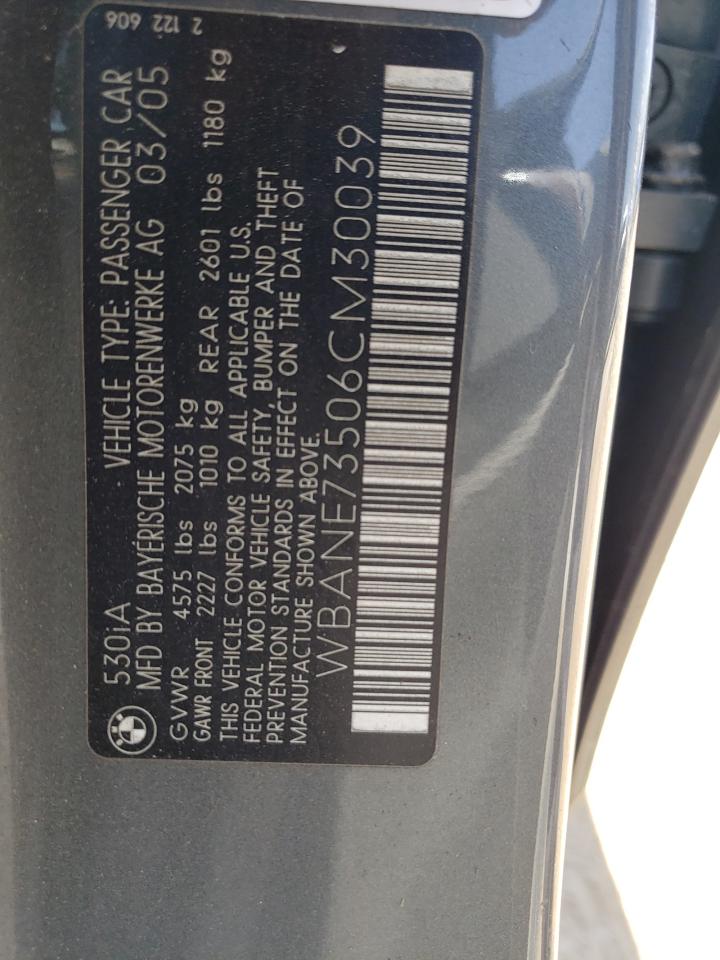 2 122 606
530iA · VEHICLE TYPE: PASSENGER CAR
MFD BY BAYERISCHE MOTORENWERKE AG 03/05
GVWR 4575 lbs 2075 kg
GAWR FRONT 2227 lbs 1010 kg REAR 2601 lbs 1180 kg
THIS VEHICLE CONFORMS TO ALL APPLICABLE U.S.
FEDERAL MOTOR VEHICLE SAFETY, BUMPER AND THEFT
PREVENTION STANDARDS IN EFFECT ON THE DATE OF
MANUFACTURE SHOWN ABOVE.
WBANE73506CM30039